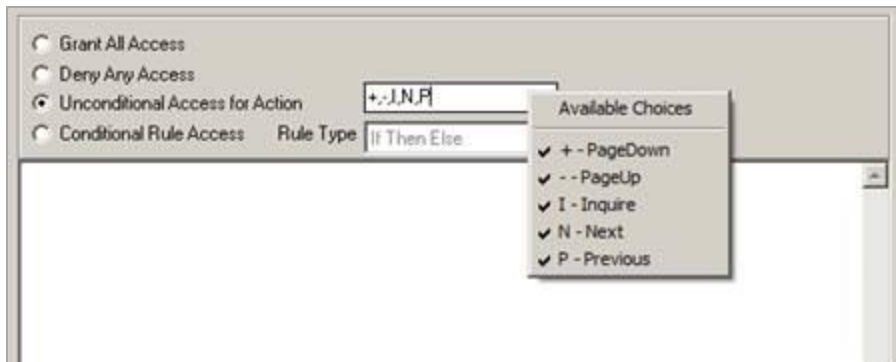 Grant All Access
Deny Any Access
Unconditional Access for Action +,-,I,N,P
Conditional Rule Access Rule Type If Then Else
Available Choices
+ - PageDown
- - PageUp
I - Inquire
N - Next
P - Previous